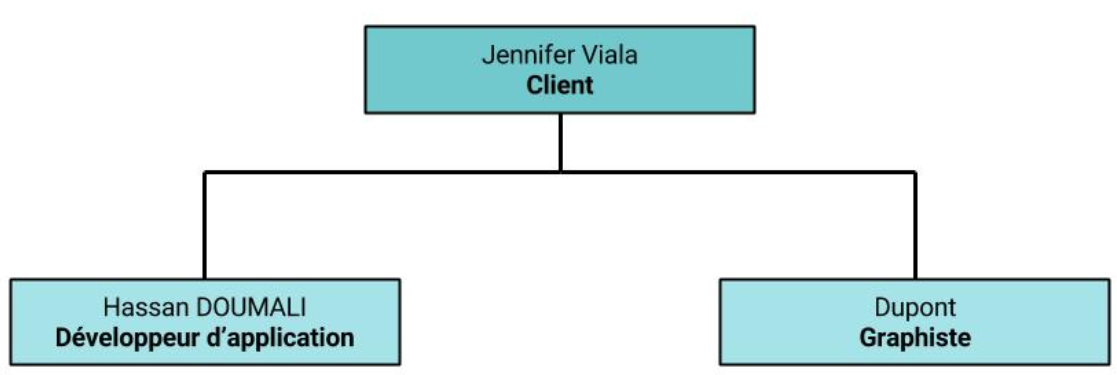 Jennifer Viala
Client
Hassan DOUMALI
Développeur d’application
Dupont
Graphiste